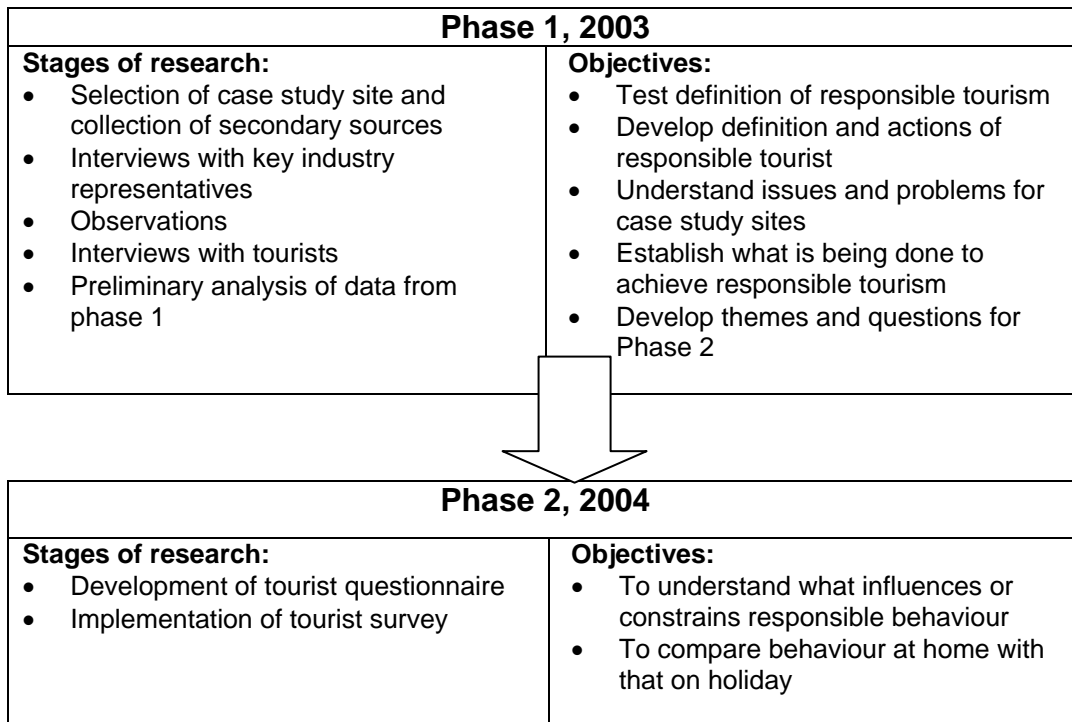 Phase 1, 2003
Stages of research:
• Selection of case study site and
collection of secondary sources
• Interviews with key industry
representatives
• Observations
• Interviews with tourists
• Preliminary analysis of data from
phase 1
Objectives:
• Test definition of responsible tourism
• Develop definition and actions of
responsible tourist
• Understand issues and problems for
case study sites
• Establish what is being done to
achieve responsible tourism
• Develop themes and questions for
Phase 2
Phase 2, 2004
Stages of research:
• Development of tourist questionnaire
• Implementation of tourist survey
Objectives:
• To understand what influences or
constrains responsible behaviour
• To compare behaviour at home with
that on holiday